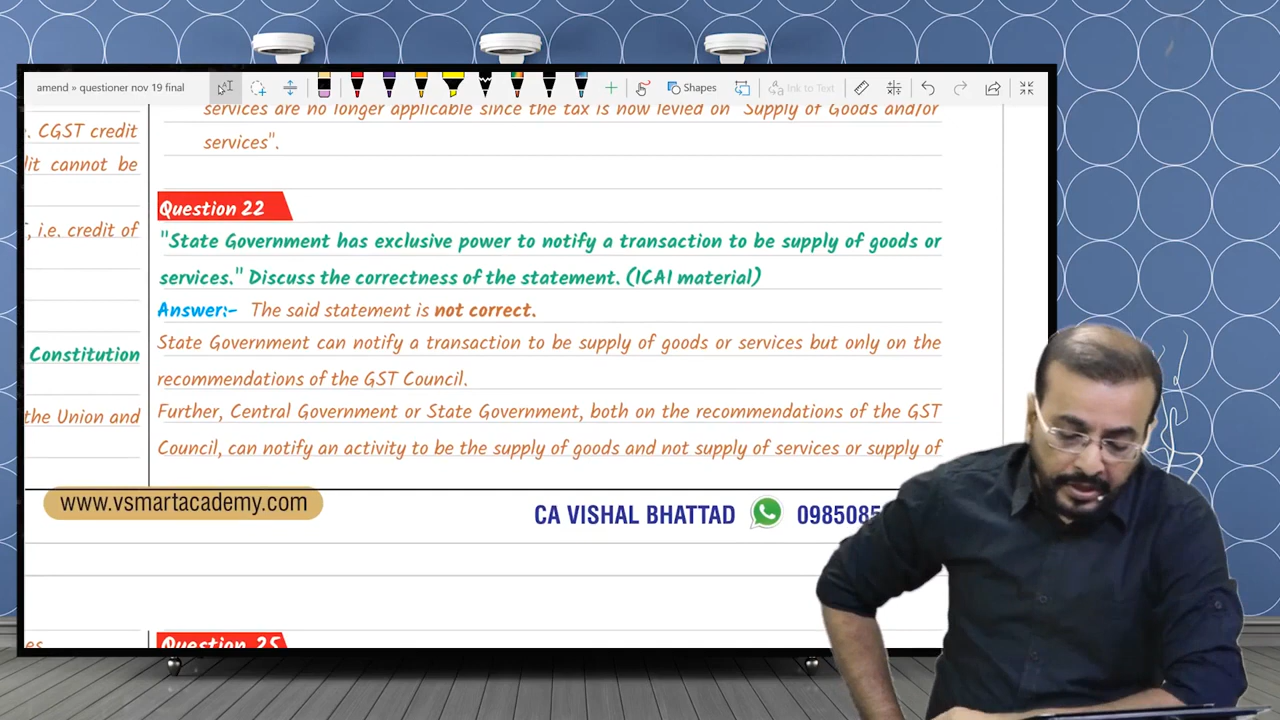 amend » questioner nov 19 final
Shapes
Ink to Text
services are no longer applicable since the tax is now levied on "Supply of Goods and/or
services".
. CGST credit
lit cannot be
, i.e. credit of
Constitution
the Union and
Question 22
"State Government has exclusive power to notify a transaction to be supply of goods or
services." Discuss the correctness of the statement. (ICAI material)
Answer:- The said statement is not correct.
State Government can notify a transaction to be supply of goods or services but only on the
recommendations of the GST Council.
Further, Central Government or State Government, both on the recommendations of the GST
Council, can notify an activity to be the supply of goods and not supply of services or supply of
www.vsmartacademy.com
CA VISHAL BHATTAD 0985085
es
Question 25